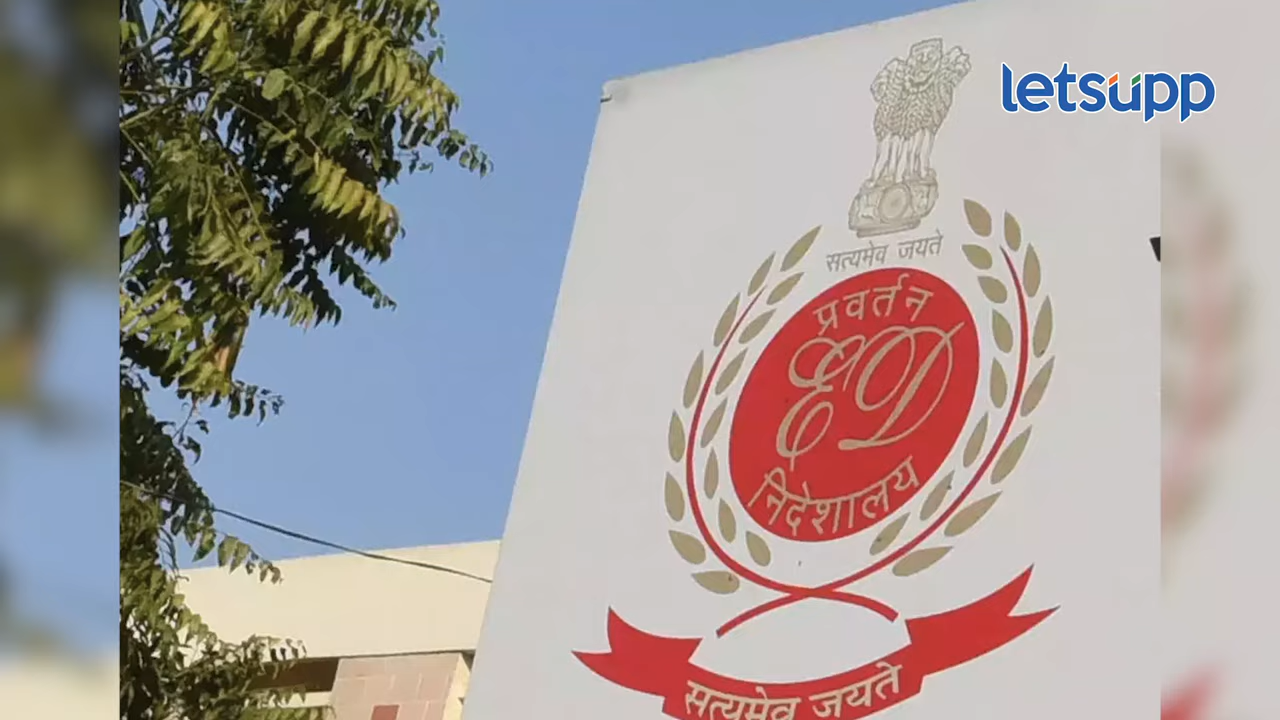 letsupp
सत्यमेव जयते
प्रवर्तन
ED
निदेशालय
सत्यमेव जयते